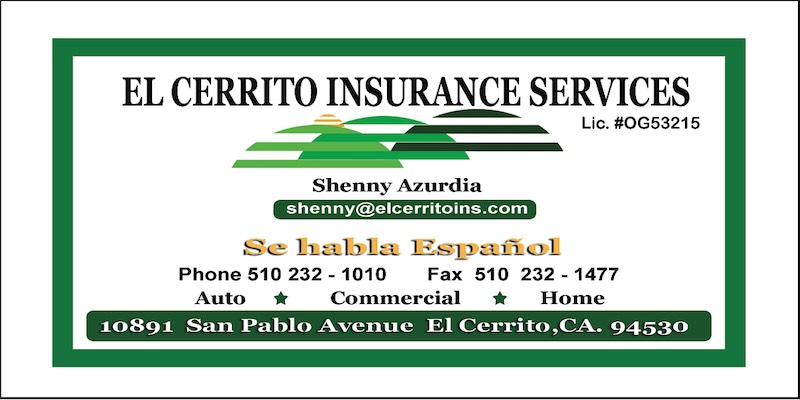 EL CERRITO INSURANCE SERVICES
Lic. #OG53215
Shenny Azurdia
shenny@elcerritoins.com
Se habla Español
Phone 510 232 - 1010 Fax 510 232 - 1477
Auto ★ Commercial ★ Home
10891 San Pablo Avenue El Cerrito,CA. 94530